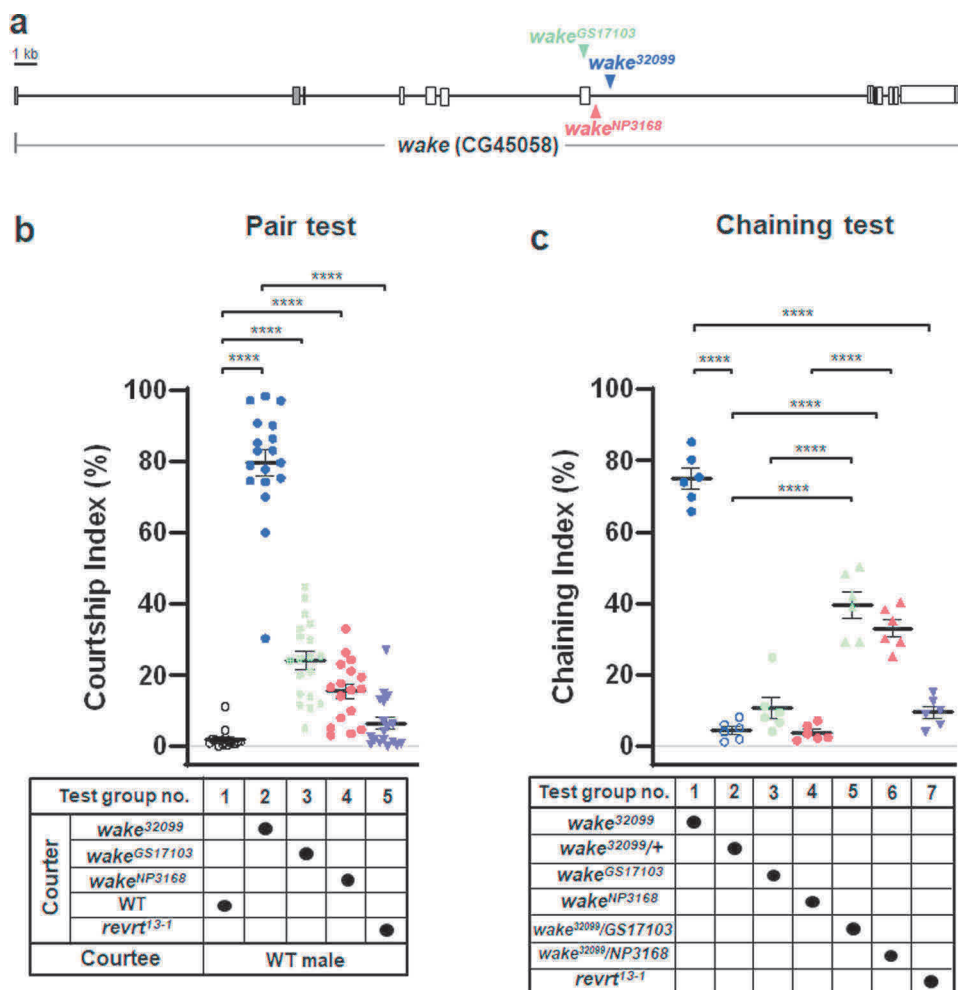 a
1 kb
wakeGS17103
wake32099
wakeNP3168
wake (CG45058)
b
Pair test
****
****
****
****
Courtship Index (%)
100
80
60
40
20
0
Test group no. 1 2 3 4 5
Courter
wake32099
wakeGS17103
wakeNP3168
WT
revrt13-1
Courtee WT male
c
Chaining test
****
**** ****
****
****
****
Chaining Index (%)
100
80
60
40
20
0
Test group no. 1 2 3 4 5 6 7
wake32099
wake32099/+
wakeGS17103
wakeNP3168
wake32099/GS17103
wake32099/NP3168
revrt13-1